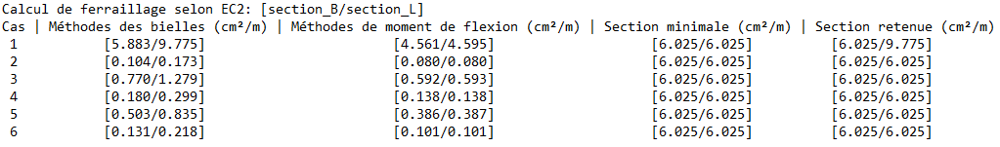 Calcul de ferraillage selon EC2: [section_B/section_L]
Cas | Méthodes des bielles (cm²/m) | Méthodes de moment de flexion (cm²/m) | Section minimale (cm²/m) | Section retenue (cm²/m)
1 [5.883/9.775] [4.561/4.595] [6.025/6.025] [6.025/9.775]
2 [0.104/0.173] [0.080/0.080] [6.025/6.025] [6.025/6.025]
3 [0.770/1.279] [0.592/0.593] [6.025/6.025] [6.025/6.025]
4 [0.180/0.299] [0.138/0.138] [6.025/6.025] [6.025/6.025]
5 [0.503/0.835] [0.386/0.387] [6.025/6.025] [6.025/6.025]
6 [0.131/0.218] [0.101/0.101] [6.025/6.025] [6.025/6.025]